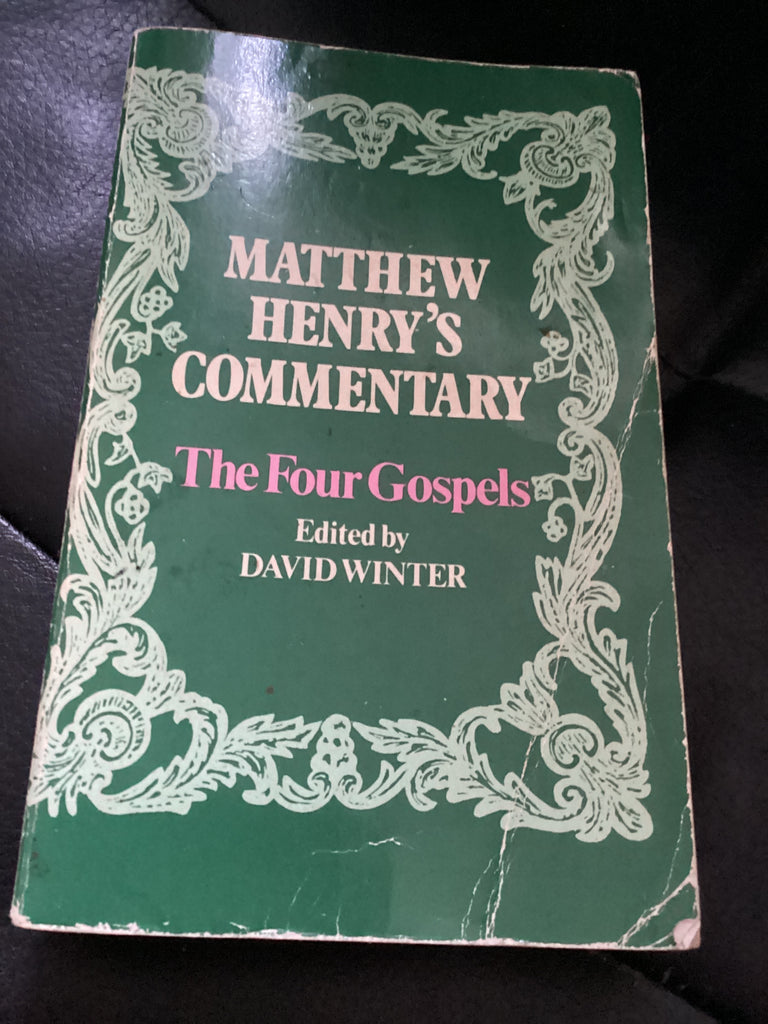 MATTHEW
HENRY'S
COMMENTARY
The Four Gospels
Edited by
DAVID WINTER